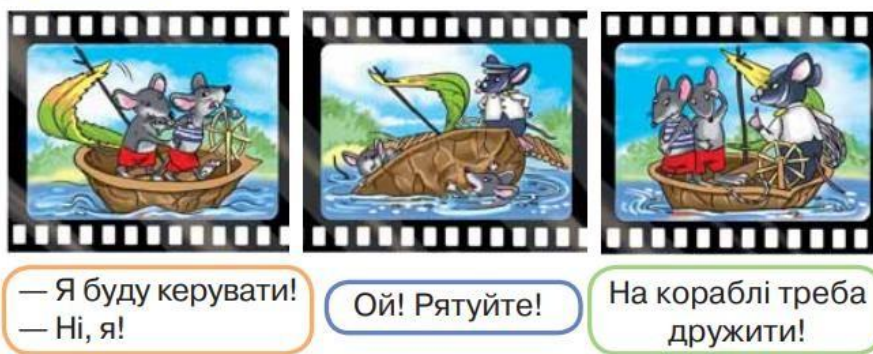 — Я буду керувати!
— Ні, я!
Ой! Рятуйте!
На кораблі треба
дружити!